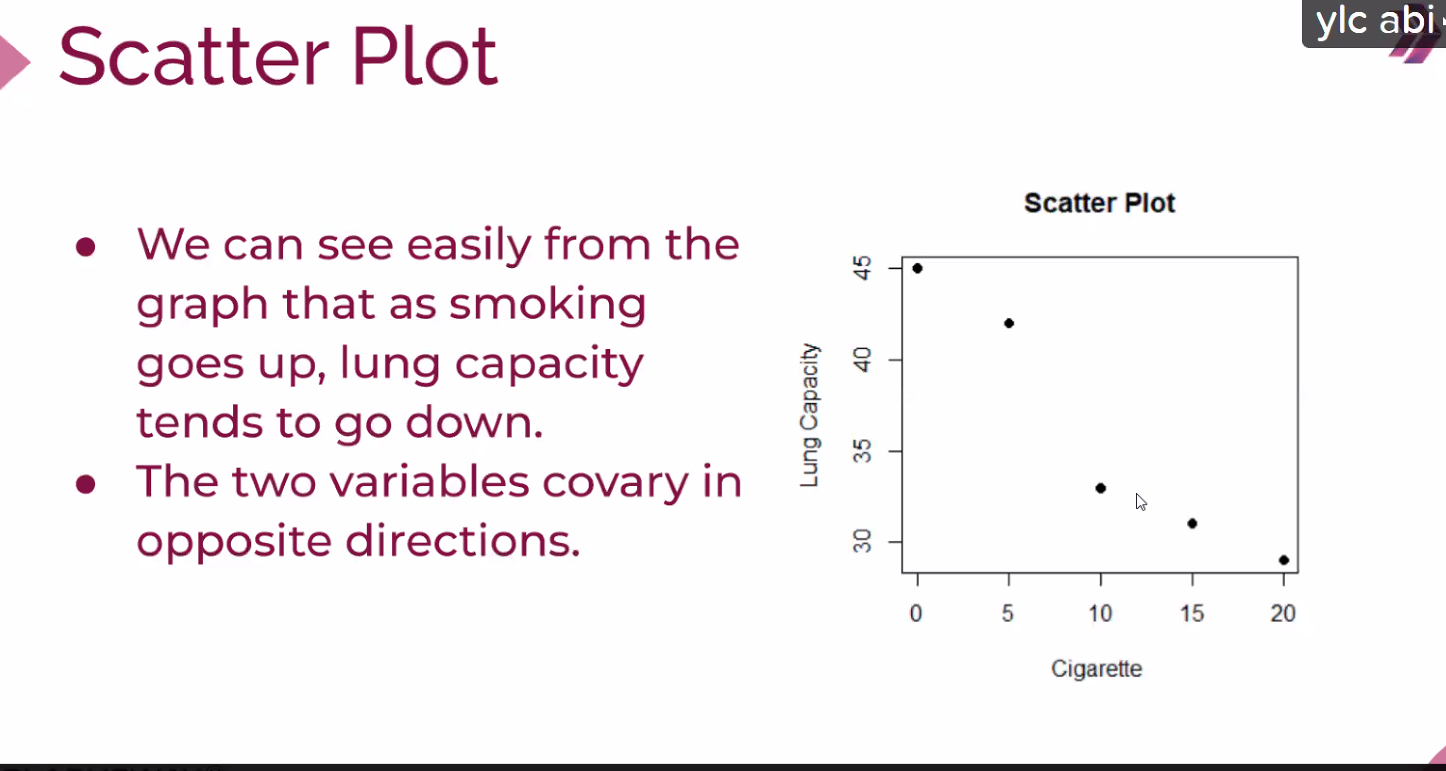 ylc abi
Scatter Plot
● We can see easily from the
graph that as smoking
goes up, lung capacity
tends to go down.
● The two variables covary in
opposite directions.
Scatter Plot
45
40
35
30
Lung Capacity
0 5 10 15 20
Cigarette